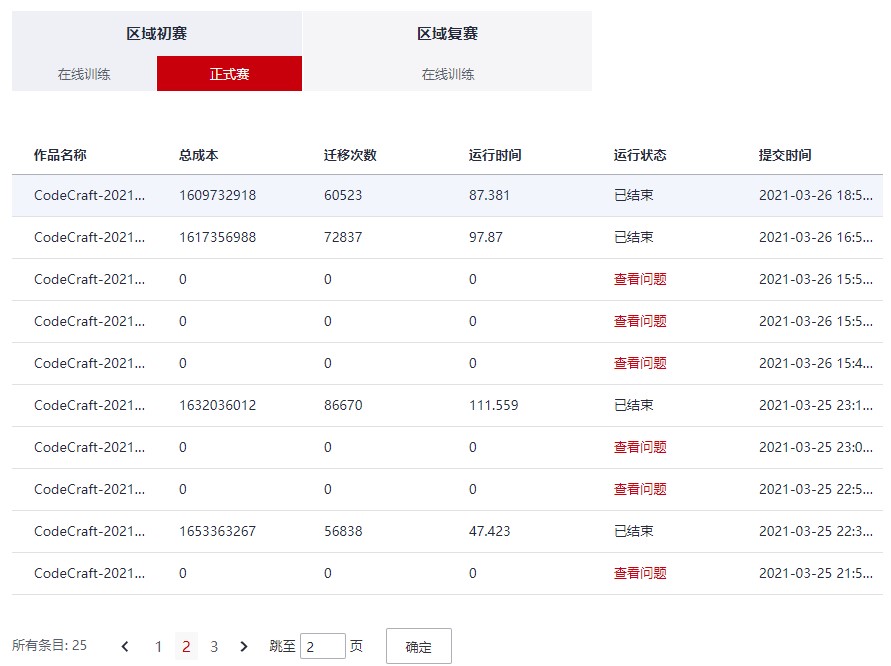 区域初赛 区域复赛
在线训练 正式赛 在线训练
作品名称 总成本 迁移次数 运行时间 运行状态 提交时间
CodeCraft-2021... 1609732918 60523 87.381 已结束 2021-03-26 18:5...
CodeCraft-2021... 1617356988 72837 97.87 已结束 2021-03-26 16:5...
CodeCraft-2021... 0 0 0 查看问题 2021-03-26 15:5...
CodeCraft-2021... 0 0 0 查看问题 2021-03-26 15:5...
CodeCraft-2021... 0 0 0 查看问题 2021-03-26 15:4...
CodeCraft-2021... 1632036012 86670 111.559 已结束 2021-03-25 23:1...
CodeCraft-2021... 0 0 0 查看问题 2021-03-25 23:0...
CodeCraft-2021... 0 0 0 查看问题 2021-03-25 22:5...
CodeCraft-2021... 1653363267 56838 47.423 已结束 2021-03-25 22:3...
CodeCraft-2021... 0 0 0 查看问题 2021-03-25 21:5...
所有条目: 25 1 2 3 跳至 2 页 确定